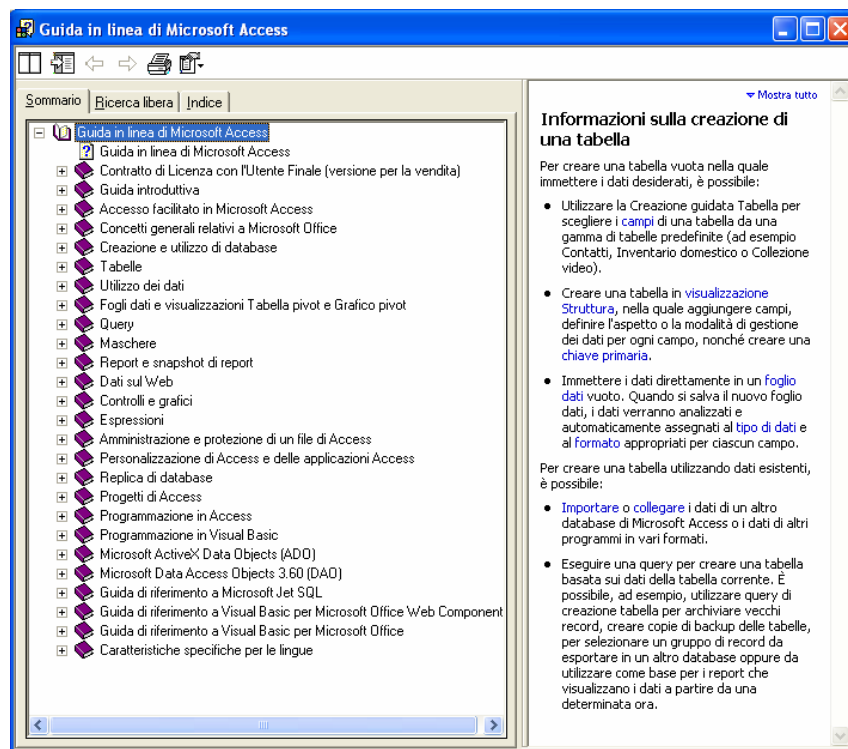 Guida in linea di Microsoft Access
Sommario Ricerca libera Indice
Guida in linea di Microsoft Access
Guida in linea di Microsoft Access
Contratto di Licenza con l'Utente Finale (versione per la vendita)
Guida introduttiva
Accesso facilitato in Microsoft Access
Concetti generali relativi a Microsoft Office
Creazione e utilizzo di database
Tabelle
Utilizzo dei dati
Fogli dati e visualizzazioni Tabella pivot e Grafico pivot
Query
Maschere
Report e snapshot di report
Dati sul Web
Controlli e grafici
Espressioni
Amministrazione e protezione di un file di Access
Personalizzazione di Access e delle applicazioni Access
Replica di database
Progetti di Access
Programmazione in Access
Programmazione in Visual Basic
Microsoft ActiveX Data Objects (ADO)
Microsoft Data Access Objects 3.60 (DAO)
Guida di riferimento a Microsoft Jet SQL
Guida di riferimento a Visual Basic per Microsoft Office Web Component
Guida di riferimento a Visual Basic per Microsoft Office
Caratteristiche specifiche per le lingue
Mostra tutto
Informazioni sulla creazione di
una tabella
Per creare una tabella vuota nella quale
immettere i dati desiderati, è possibile:
• Utilizzare la Creazione guidata Tabella per
scegliere i campi di una tabella da una
gamma di tabelle predefinite (ad esempio
Contatti, Inventario domestico o Collezione
video).
• Creare una tabella in visualizzazione
Struttura, nella quale aggiungere campi,
definire l'aspetto o la modalità di gestione
dei dati per ogni campo, nonché creare una
chiave primaria.
• Immettere i dati direttamente in un foglio
dati vuoto. Quando si salva il nuovo foglio
dati, i dati verranno analizzati e
automaticamente assegnati al tipo di dati e
al formato appropriati per ciascun campo.
Per creare una tabella utilizzando dati esistenti,
è possibile:
• Importare o collegare i dati di un altro
database di Microsoft Access o i dati di altri
programmi in vari formati.
• Eseguire una query per creare una tabella
basata sui dati della tabella corrente. È
possibile, ad esempio, utilizzare query di
creazione tabella per archiviare vecchi
record, creare copie di backup delle tabelle,
per selezionare un gruppo di record da
esportare in un altro database oppure da
utilizzare come base per i report che
visualizzano i dati a partire da una
determinata ora.